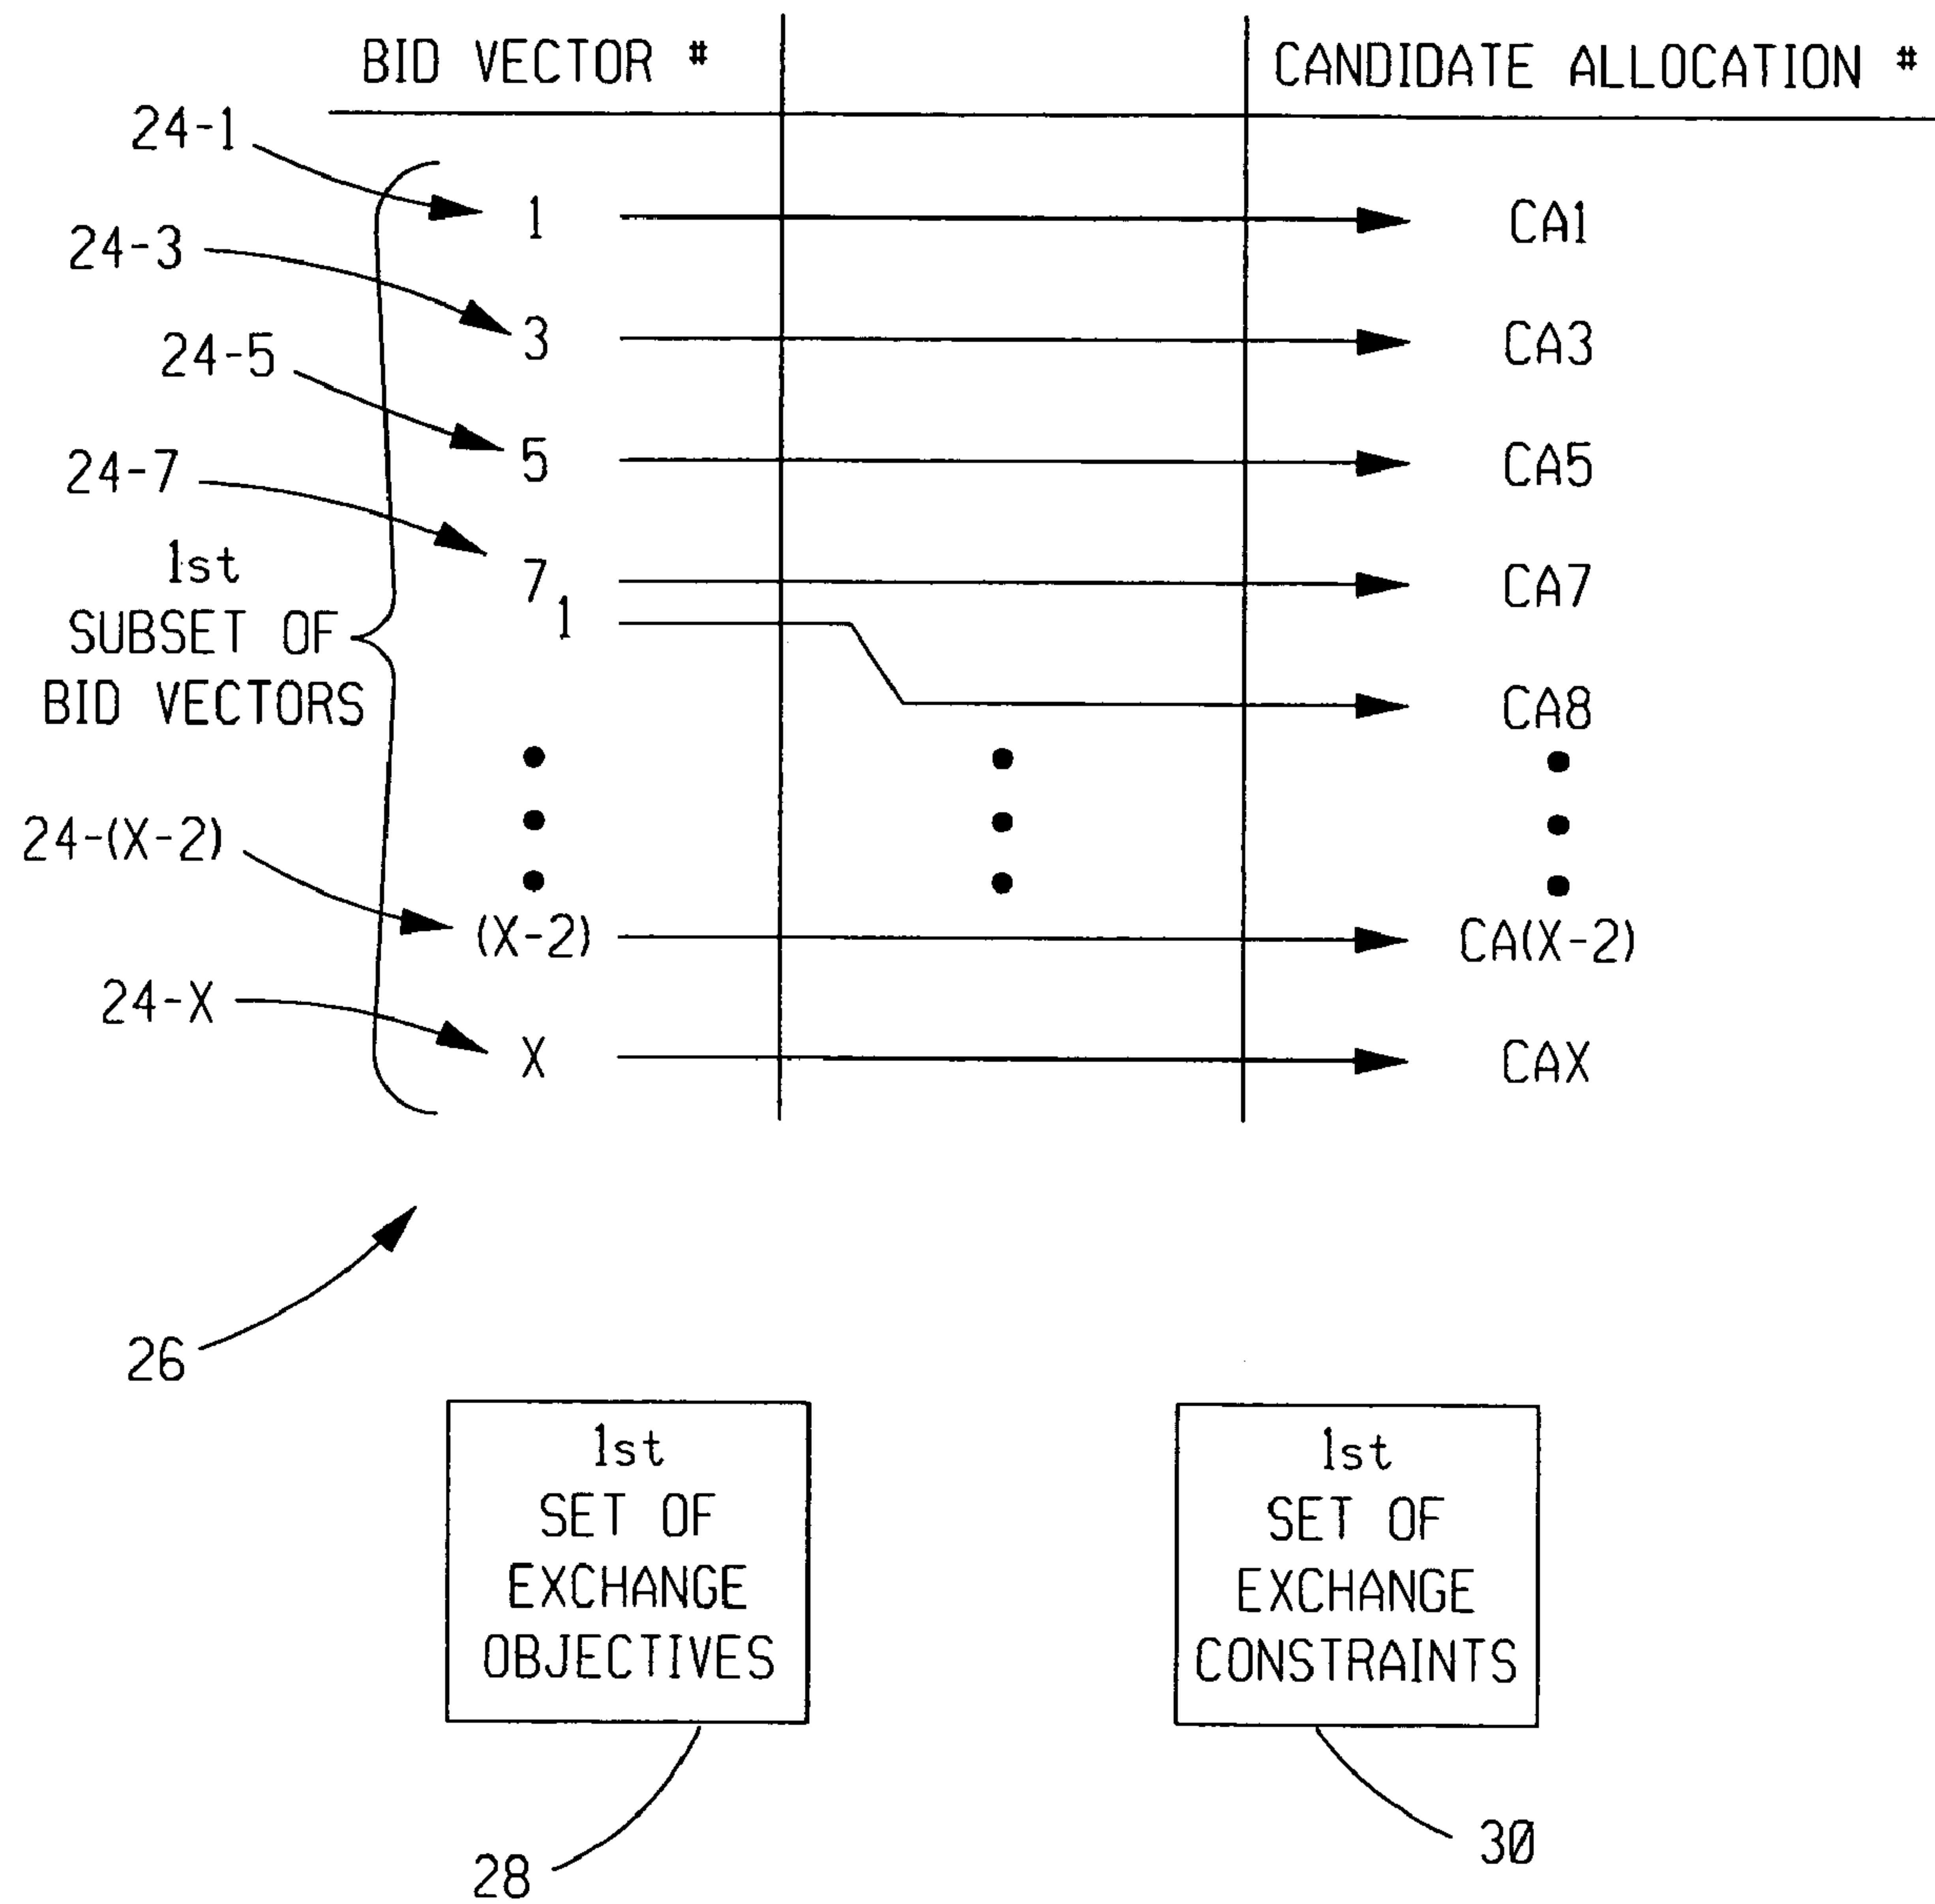 BID VECTOR #
CANDIDATE ALLOCATION #
24-1
1
CA1
24-3
3
CA3
24-5
5
CA5
24-7
7
CA7
1
CA8
1st
SUBSET OF
BID VECTORS
24-(X-2)
(X-2)
CA(X-2)
24-X
X
CAX
26
1st
SET OF
EXCHANGE
OBJECTIVES
1st
SET OF
EXCHANGE
CONSTRAINTS
28
30